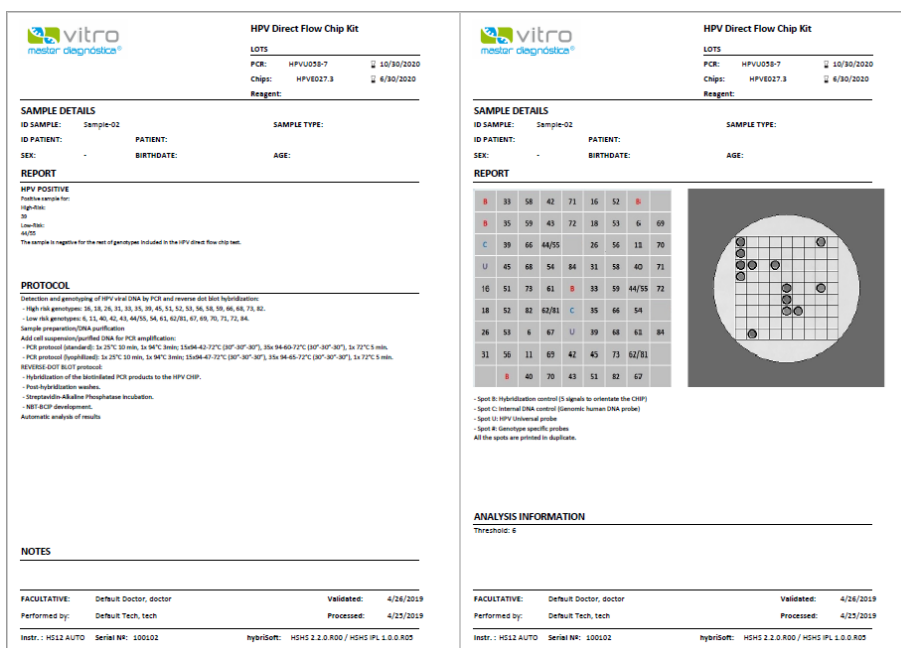 vitro
master diagnóstica®
HPV Direct Flow Chip Kit
LOTS
PCR: HPVU058-7 10/30/2020
Chips: HPVE027.3 6/30/2020
Reagent:
SAMPLE DETAILS
ID SAMPLE: Sample-02 SAMPLE TYPE:
ID PATIENT: PATIENT:
SEX: - BIRTHDATE: AGE:
REPORT
HPV POSITIVE
Positive sample for:
High-Risk:
39
Low-Risk:
44/55
The sample is negative for the rest of genotypes included in the HPV direct flow chip test.
PROTOCOL
Detection and genotyping of HPV viral DNA by PCR and reverse dot blot hybridization:
- High risk genotypes: 16, 18, 26, 31, 33, 35, 39, 45, 51, 52, 53, 56, 58, 59, 66, 68, 73, 82.
- Low risk genotypes: 6, 11, 40, 42, 43, 44/55, 54, 61, 62/81, 67, 69, 70, 71, 72, 84.
Sample preparation/DNA purification
Add cell suspension/purified DNA for PCR amplification:
- PCR protocol (standard): 1x 25°C 10 min, 1x 94°C 3min; 15x94-42-72°C (30"-30"-30"), 35x 94-60-72°C (30"-30"-30"), 1x 72°C 5 min.
- PCR protocol (lyophilized): 1x 25°C 10 min, 1x 94°C 3min; 15x94-47-72°C (30"-30"-30"), 35x 94-65-72°C (30"-30"-30"), 1x 72°C 5 min.
REVERSE-DOT BLOT protocol:
- Hybridization of the biotinilated PCR products to the HPV CHIP.
- Post-hybridization washes.
- Streptavidin-Alkaline Phosphatase incubation.
- NBT-BCIP development.
Automatic analysis of results
NOTES
FACULTATIVE: Default Doctor, doctor Validated: 4/26/2019
Performed by: Default Tech, tech Processed: 4/25/2019
Instr. : HS12 AUTO Serial Nº: 100102 hybriSoft: HSHS 2.2.0.R00 / HSHS IPL 1.0.0.R05
vitro
master diagnóstica®
HPV Direct Flow Chip Kit
LOTS
PCR: HPVU058-7 10/30/2020
Chips: HPVE027.3 6/30/2020
Reagent:
SAMPLE DETAILS
ID SAMPLE: Sample-02 SAMPLE TYPE:
ID PATIENT: PATIENT:
SEX: - BIRTHDATE: AGE:
REPORT
B 33 58 42 71 16 52 B
B 35 59 43 72 18 53 6 69
C 39 66 44/55 26 56 11 70
U 45 68 54 84 31 58 40 71
16 51 73 61 B 33 59 44/55 72
18 52 82 62/81 C 35 66 54
26 53 6 67 U 39 68 61 84
31 56 11 69 42 45 73 62/81
B 40 70 43 51 82 67
- Spot B: Hybridization control (5 signals to orientate the CHIP)
- Spot C: Internal DNA control (Genomic human DNA probe)
- Spot U: HPV Universal probe
- Spot #: Genotype specific probes
All the spots are printed in duplicate.
ANALYSIS INFORMATION
Threshold: 6
FACULTATIVE: Default Doctor, doctor Validated: 4/26/2019
Performed by: Default Tech, tech Processed: 4/25/2019
Instr. : HS12 AUTO Serial Nº: 100102 hybriSoft: HSHS 2.2.0.R00 / HSHS IPL 1.0.0.R05